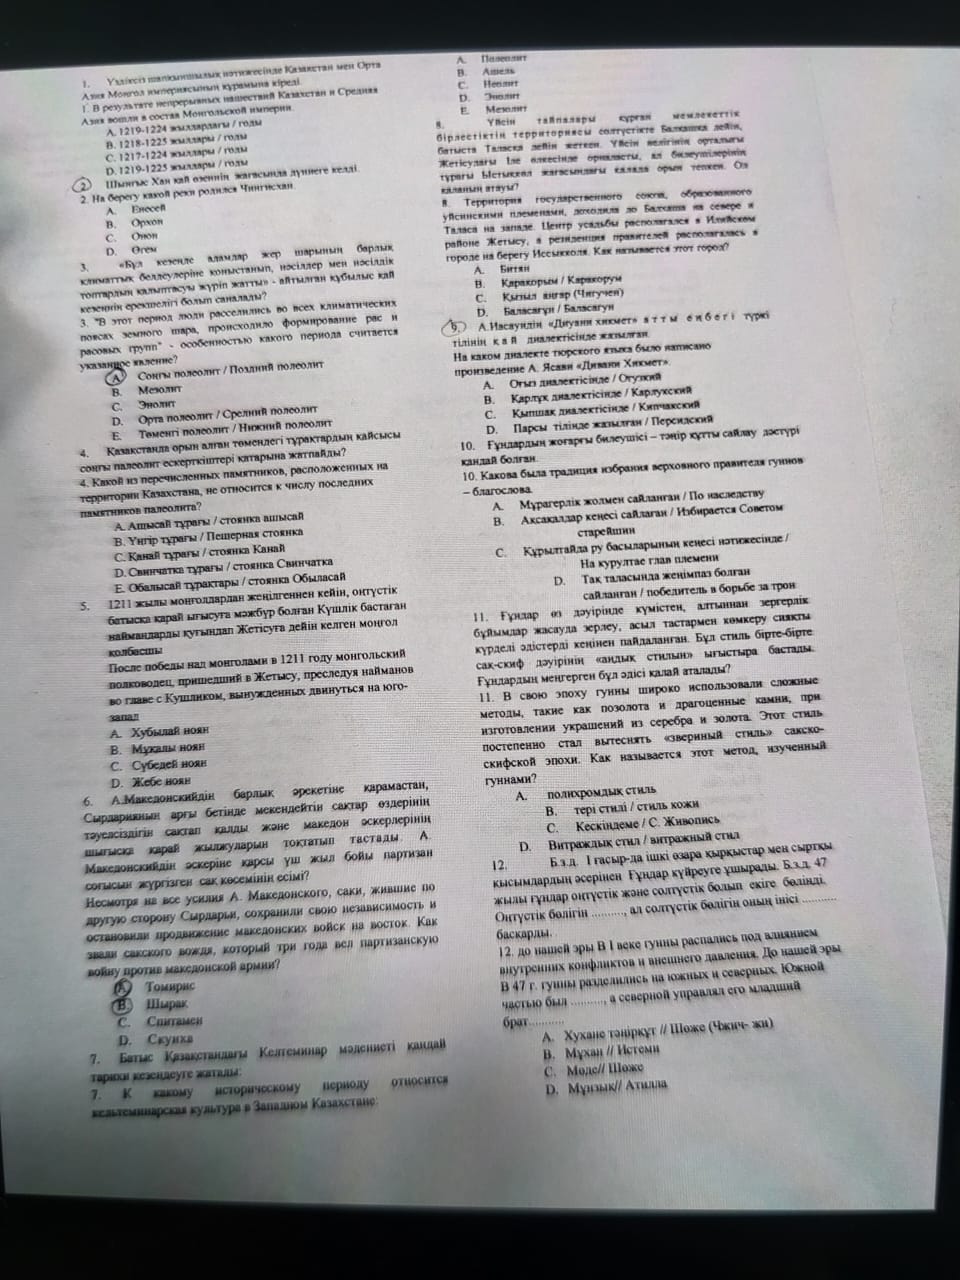 1. Үздіксіз шапқыншылық нәтижесінде Қазақстан мен Орта
Азия Монғол империясының құрамына кіреді.
1. В результате непрерывных нашествий Казахстан и Средняя
Азия вошли в состав Монгольской империи.
A. 1219-1224 жылдардағы / годы
B. 1218-1225 жылдары / годы
C. 1217-1224 жылдары / годы
D. 1219-1225 жылдары / годы
2 Шыңғыс Хан қай өзеннің жағасында дүниеге келді.
2. На берегу какой реки родился Чингисхан.
A. Енесей
B. Орхон
C. Онон
D. Өгем
3. «Бұл кезеңде адамдар жер шарының барлық
климаттық белдеулеріне қоныстанып, нәсілдер мен нәсілдік
топтардың қалыптасуы жүріп жатты» - айтылған құбылыс қай
кезеңнің ерекшелігі болып саналады?
3. "В этот период люди расселились во всех климатических
поясах земного шара, происходило формирование рас и
расовых групп" - особенностью какого периода считается
указанное явление?
A Соңғы полеолит / Поздний полеолит
B. Мезолит
C. Энолит
D. Орта полеолит / Средний полеолит
E. Төменгі полеолит / Нижний полеолит
4. Қазақстанда орын алған төмендегі тұрақтардың қайсысы
соңғы палеолит ескерткіштері қатарына жатпайды?
4. Какой из перечисленных памятников, расположенных на
территории Казахстана, не относится к числу последних
памятников палеолита?
A. Ащысай тұрағы / стоянка ащысай
B. Үңгір тұрағы / Пещерная стоянка
C. Қанай тұрағы / стоянка Канай
D. Свинчатка тұрағы / стоянка Свинчатка
E. Обалысай тұрақтары / стоянка Обыласай
5. 1211 жылы монғолдардан жеңілгеннен кейін, оңтүстік
батысқа қарай ығысуға мәжбүр болған Күшлік бастаған
наймандарды қуғындап Жетісуға дейін келген монғол
қолбасшы
После победы над монголами в 1211 году монгольский
полководец, пришедший в Жетысу, преследуя найманов
во главе с Кушликом, вынужденных двинуться на юго-
запад
A. Хубылай ноян
B. Мұқалы ноян
C. Сүбедей ноян
D. Жебе ноян
6. А.Македонскийдің барлық әрекетіне қарамастан,
Сырдарияның арғы бетінде мекендейтін сақтар өздерінің
тәуелсіздігін сақтап қалды және македон әскерлерінің
шығысқа қарай жылжуларын тоқтатып тастады. А.
Македонскийдің әскеріне қарсы үш жыл бойы партизан
соғысын жүргізген сақ көсемінің есімі?
Несмотря на все усилия А. Македонского, саки, жившие по
другую сторону Сырдарьи, сохранили свою независимость и
остановили продвижение македонских войск на восток. Как
звали сакского вождя, который три года вел партизанскую
войну против македонской армии?
A. Томирис
B. Шырақ
C. Спитамен
D. Скунха
7. Батыс Қазақстандағы Келтеминар мәдениеті қандай
тарихи кезеңдеуге жатады:
7. К какому историческому периоду относится
кельтеминарская культура в Западном Казахстане:
A. Полеолит
B. Ашель
C. Неолит
D. Энолит
E. Мезолит
8. Үйсін тайпалары құрған мемлекеттік
бірлестіктің территориясы солтүстікте Балқашқа дейін,
батыста Таласқа дейін жеткен. Үйсін иелігінің орталығы
Жетісудағы Іле өлкесінде орналасты, ал билеушілерінің
тұрағы Ыстықкөл жағасындағы қалада орын тепкен. Ол
қаланың атауы?
8. Территория государственного союза, образованного
уйсинскими племенами, доходила до Балхаша на севере и
Таласа на западе. Центр усадьбы располагался в Илийском
районе Жетысу, а резиденция правителей располагалась в
городе на берегу Иссыкколя. Как называется этот город?
A. Битян
B. Қарақорым / Каракорум
C. Қызыл аңғар (Чигучен)
D. Баласағұн / Баласагун
9. А.Иасауидің «Диуани хикмет» атты еңбегі түркі
тілінің қай диалектісінде жазылған.
На каком диалекте тюрского языка было написано
произведение А. Ясави «Дивани Хикмет».
A. Оғыз диалектісінде / Огузкий
B. Қарлұқ диалектісінде / Карлукский
C. Қыпшақ диалектісінде / Кипчакский
D. Парсы тілінде жазылған / Персидский
10. Ғұндардың жоғарғы билеушісі – тәңір құтты сайлау дәстүрі
қандай болған.
10. Какова была традиция избрания верховного правителя гуннов
– благослова.
A. Мұрагерлік жолмен сайланған / По наследству
B. Ақсақалдар кеңесі сайлаған / Избирается Советом
старейшин
C. Құрылтайда ру басыларының кеңесі нәтижесінде /
На курултае глав племени
D. Тақ таласында жеңімпаз болған
сайланған / победитель в борьбе за трон
11. Ғұндар өз дәуірінде күмістен, алтыннан зергерлік
бұйымдар жасауда зерлеу, асыл тастармен көмкеру сияқты
күрделі әдістерді кеңінен пайдаланған. Бұл стиль бірте-бірте
сақ-скиф дәуірінің «аңдық стилын» ығыстыра бастады.
Ғұндардың меңгерген бұл әдісі қалай аталады?
11. В свою эпоху гунны широко использовали сложные
методы, такие как позолота и драгоценные камни, при
изготовлении украшений из серебра и золота. Этот стиль
постепенно стал вытеснять «звериный стиль» сакско-
скифской эпохи. Как называется этот метод, изученный
гуннами?
A. полихромдық стиль
B. тері стилі / стиль кожи
C. Кескіндеме / С. Живопись
D. Витраждық стил / витражный стил
12. Б.з.д. I ғасыр-да ішкі өзара қырқыстар мен сыртқы
қысымдардың әсерінен Ғұндар күйреуге ұшырады. Б.з.д. 47
жылы ғұндар оңтүстік және солтүстік болып екіге бөлінді.
Оңтүстік бөлігін .........., ал солтүстік бөлігін оның інісі ..........
басқарды.
12. до нашей эры В I веке гунны распались под влиянием
внутренних конфликтов и внешнего давления. До нашей эры
В 47 г. гунны разделились на южных и северных. Южной
частью был .........., а северной управлял его младший
брат...........
A. Хухане тәңірқұт // Шөже (Чжич- жи)
B. Мұхан // Истеми
C. Мөде// Шөже
D. Мұнзық// Атилла